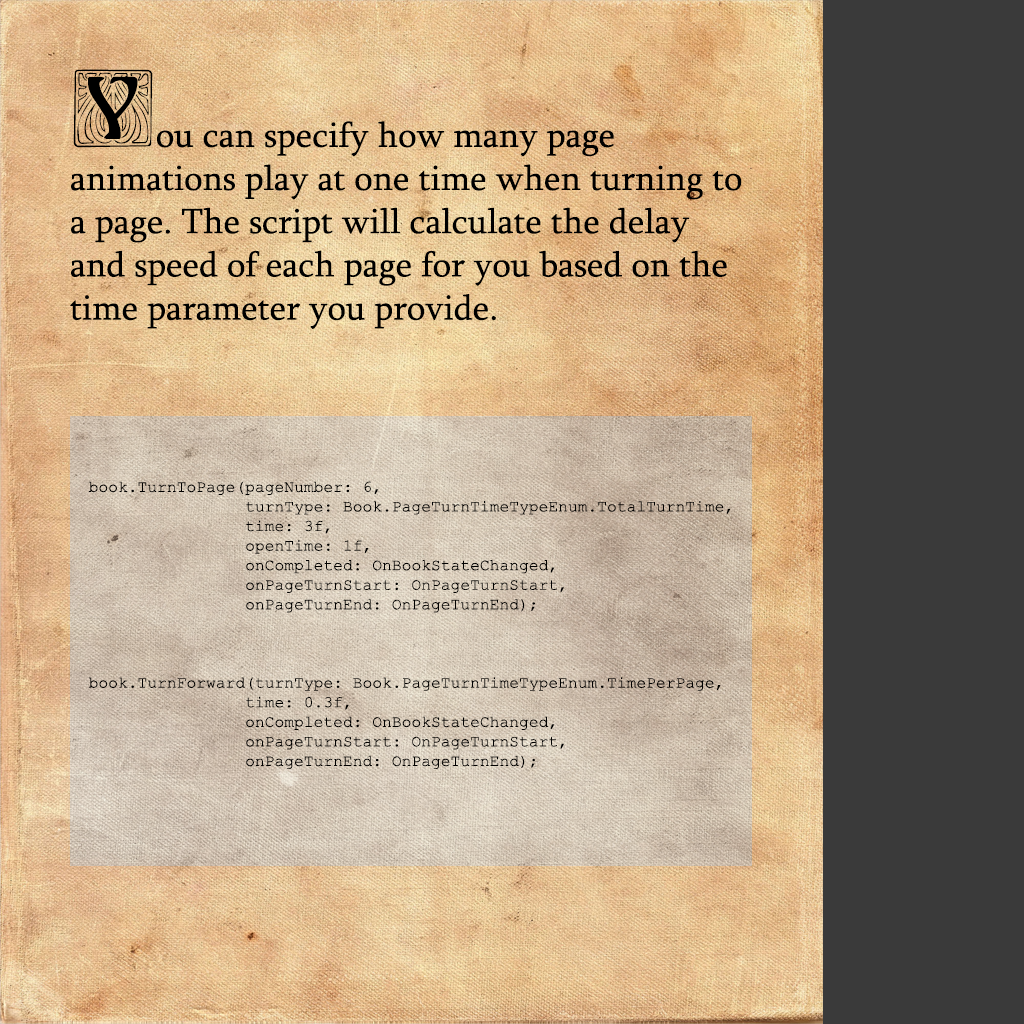 You can specify how many page
animations play at one time when turning to
a page. The script will calculate the delay
and speed of each page for you based on the
time parameter you provide.
book.TurnToPage(pageNumber: 6,
turnType: Book.PageTurnTimeTypeEnum.TotalTurnTime,
time: 3f,
openTime: 1f,
onCompleted: OnBookStateChanged,
onPageTurnStart: OnPageTurnStart,
onPageTurnEnd: OnPageTurnEnd);
book.TurnForward(turnType: Book.PageTurnTimeTypeEnum.TimePerPage,
time: 0.3f,
onCompleted: OnBookStateChanged,
onPageTurnStart: OnPageTurnStart,
onPageTurnEnd: OnPageTurnEnd);